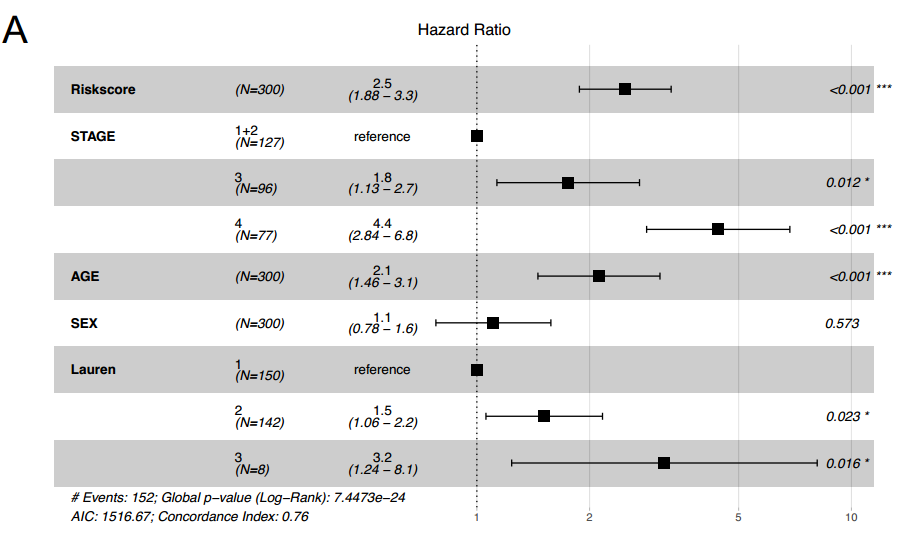 A
Hazard Ratio
Riskscore (N=300) 2.5 (1.88 – 3.3) <0.001 ***
STAGE 1+2 (N=127) reference
3 (N=96) 1.8 (1.13 – 2.7) 0.012 *
4 (N=77) 4.4 (2.84 – 6.8) <0.001 ***
AGE (N=300) 2.1 (1.46 – 3.1) <0.001 ***
SEX (N=300) 1.1 (0.78 – 1.6) 0.573
Lauren 1 (N=150) reference
2 (N=142) 1.5 (1.06 – 2.2) 0.023 *
3 (N=8) 3.2 (1.24 – 8.1) 0.016 *
# Events: 152; Global p−value (Log−Rank): 7.4473e−24
AIC: 1516.67; Concordance Index: 0.76
1 2 5 10